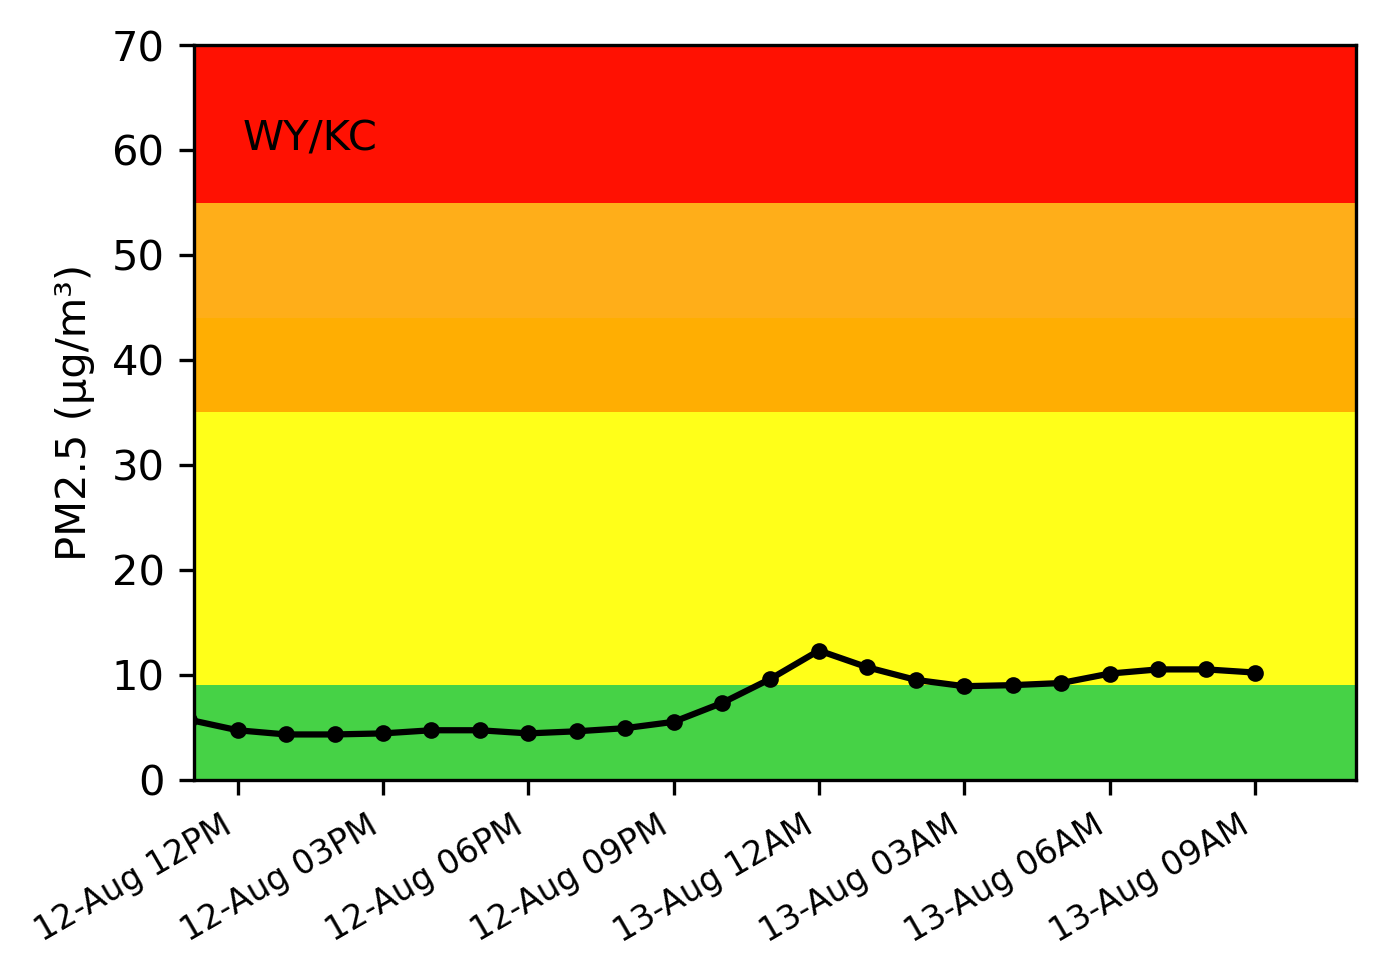 70
60
50
40
30
20
10
0
PM2.5 (μg/m³)
WY/KC
12-Aug 12PM
12-Aug 03PM
12-Aug 06PM
12-Aug 09PM
13-Aug 12AM
13-Aug 03AM
13-Aug 06AM
13-Aug 09AM